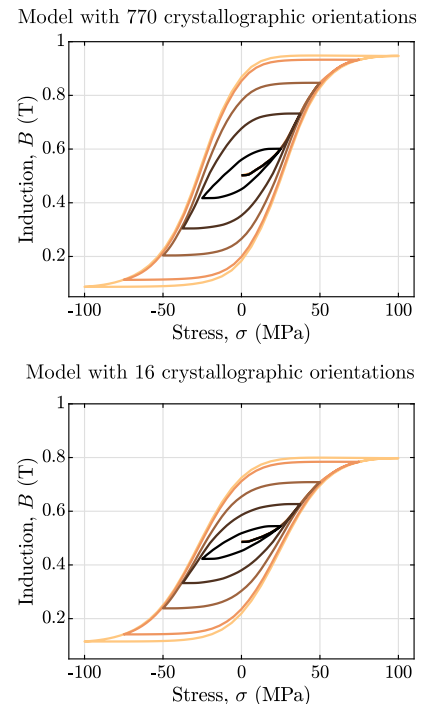 Model with 770 crystallographic orientations
1
0.8
0.6
0.4
0.2
Induction, B (T)
-100 -50 0 50 100
Stress, σ (MPa)
Model with 16 crystallographic orientations
1
0.8
0.6
0.4
0.2
Induction, B (T)
-100 -50 0 50 100
Stress, σ (MPa)